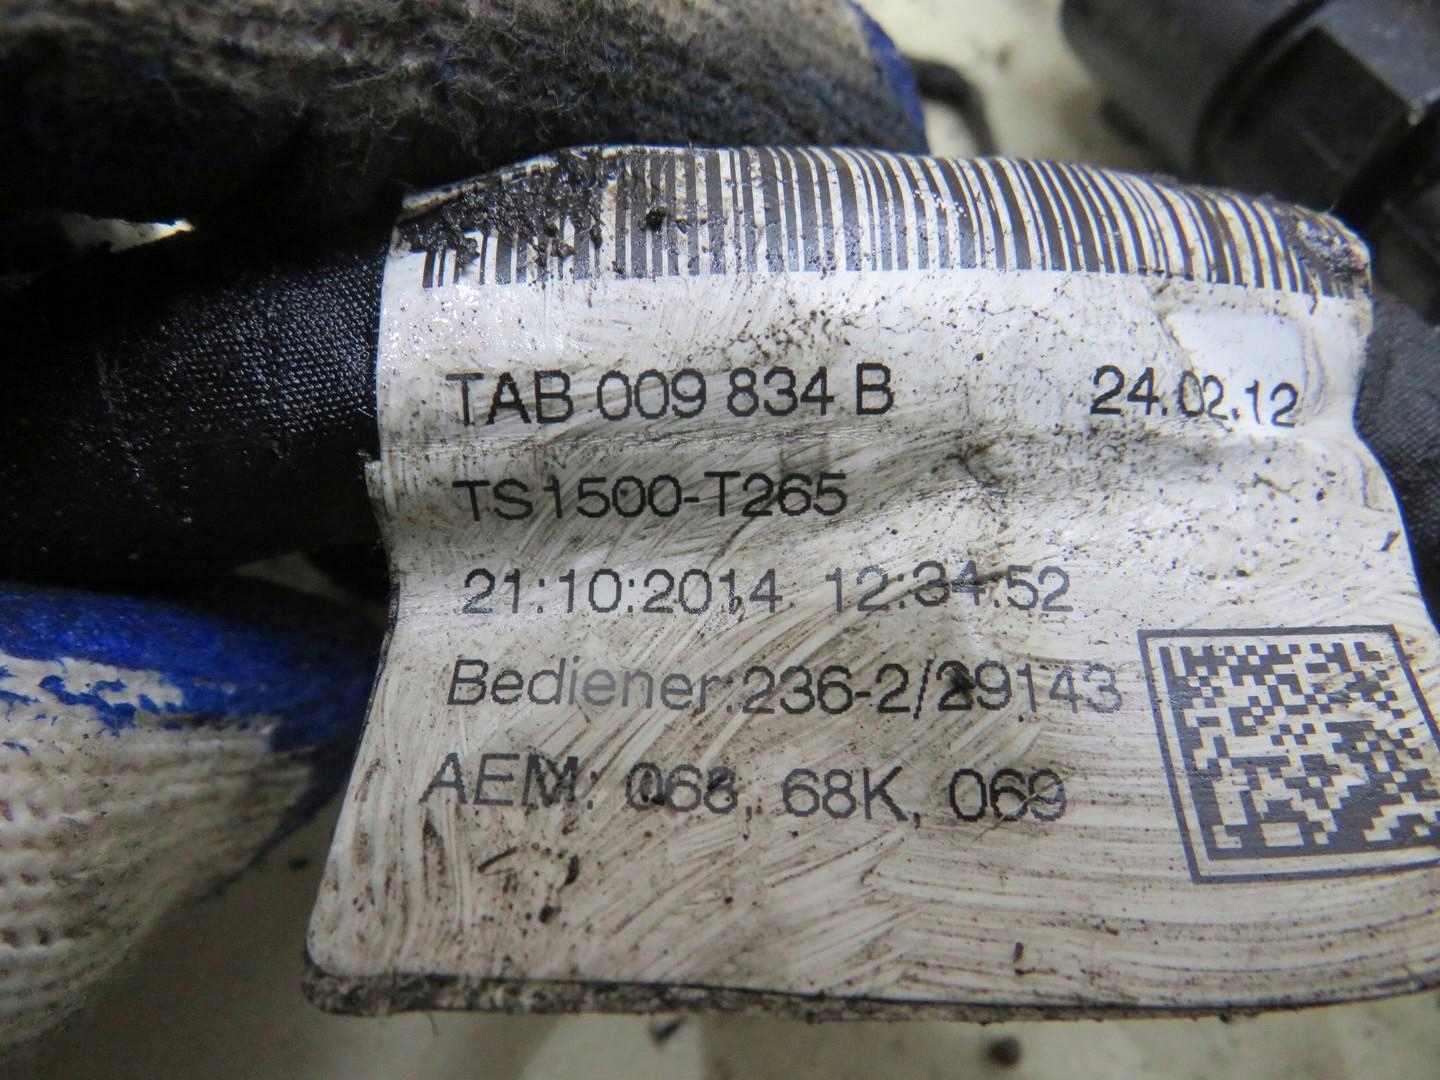 TAB 009 834 B 24.02.12
TS1500-T265
21:10:2014 12:34:52
Bediener:236-2/29143
AEM: 068, 68K, 069